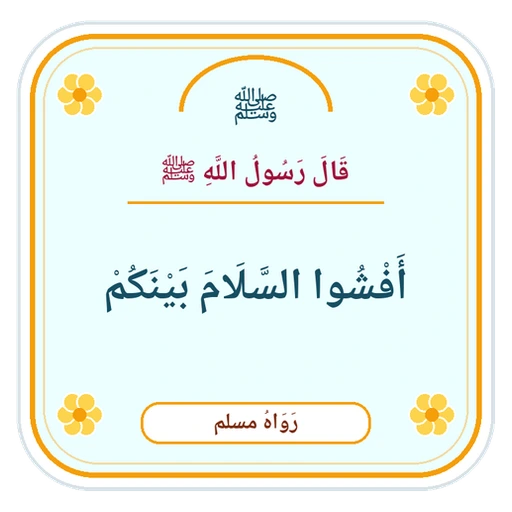 ﷺ
قَالَ رَسُولُ اللَّهِ ﷺ
أَفْشُوا السَّلَامَ بَيْنَكُمْ
رَوَاهُ مسلم